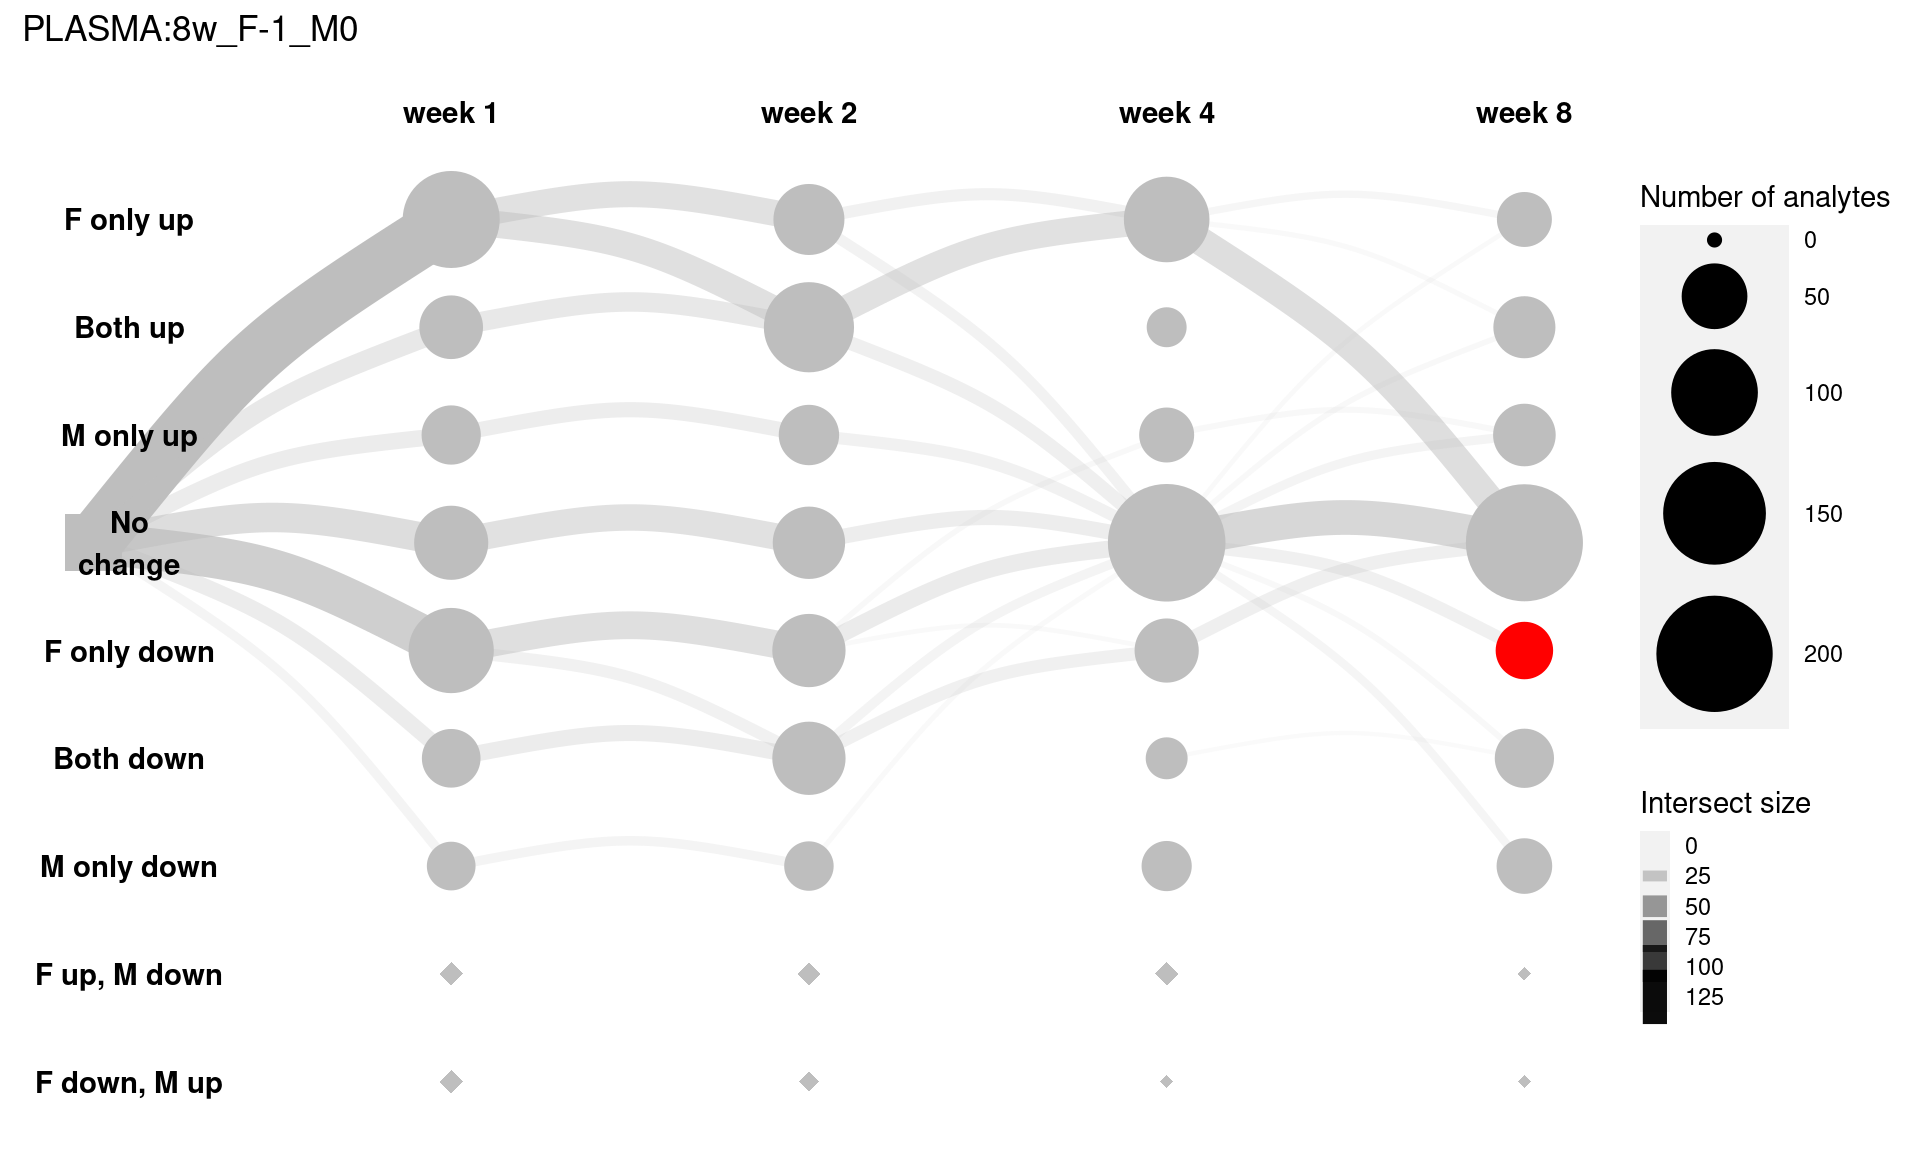 PLASMA:8w_F-1_M0
week 1
week 2
week 4
week 8
F only up
Both up
M only up
No
change
F only down
Both down
M only down
F up, M down
F down, M up
Number of analytes
0
50
100
150
200
Intersect size
0
25
50
75
100
125